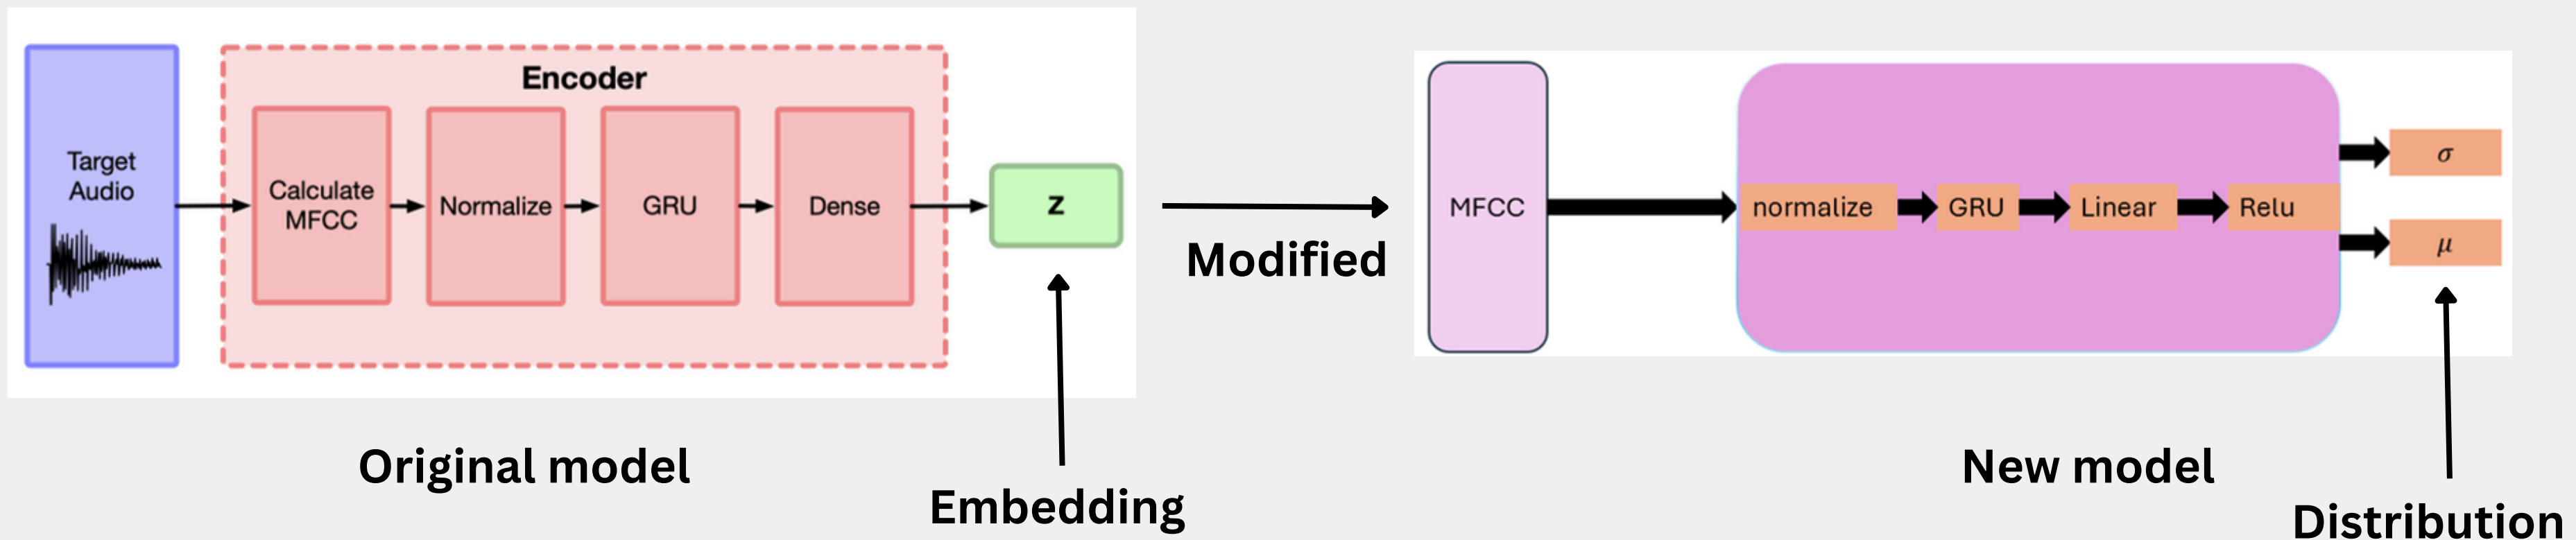 Encoder
Target
Audio
Calculate
MFCC
Normalize
GRU
Dense
z
Modified
MFCC
normalize
GRU
Linear
Relu
σ
μ
Original model
Embedding
New model
Distribution